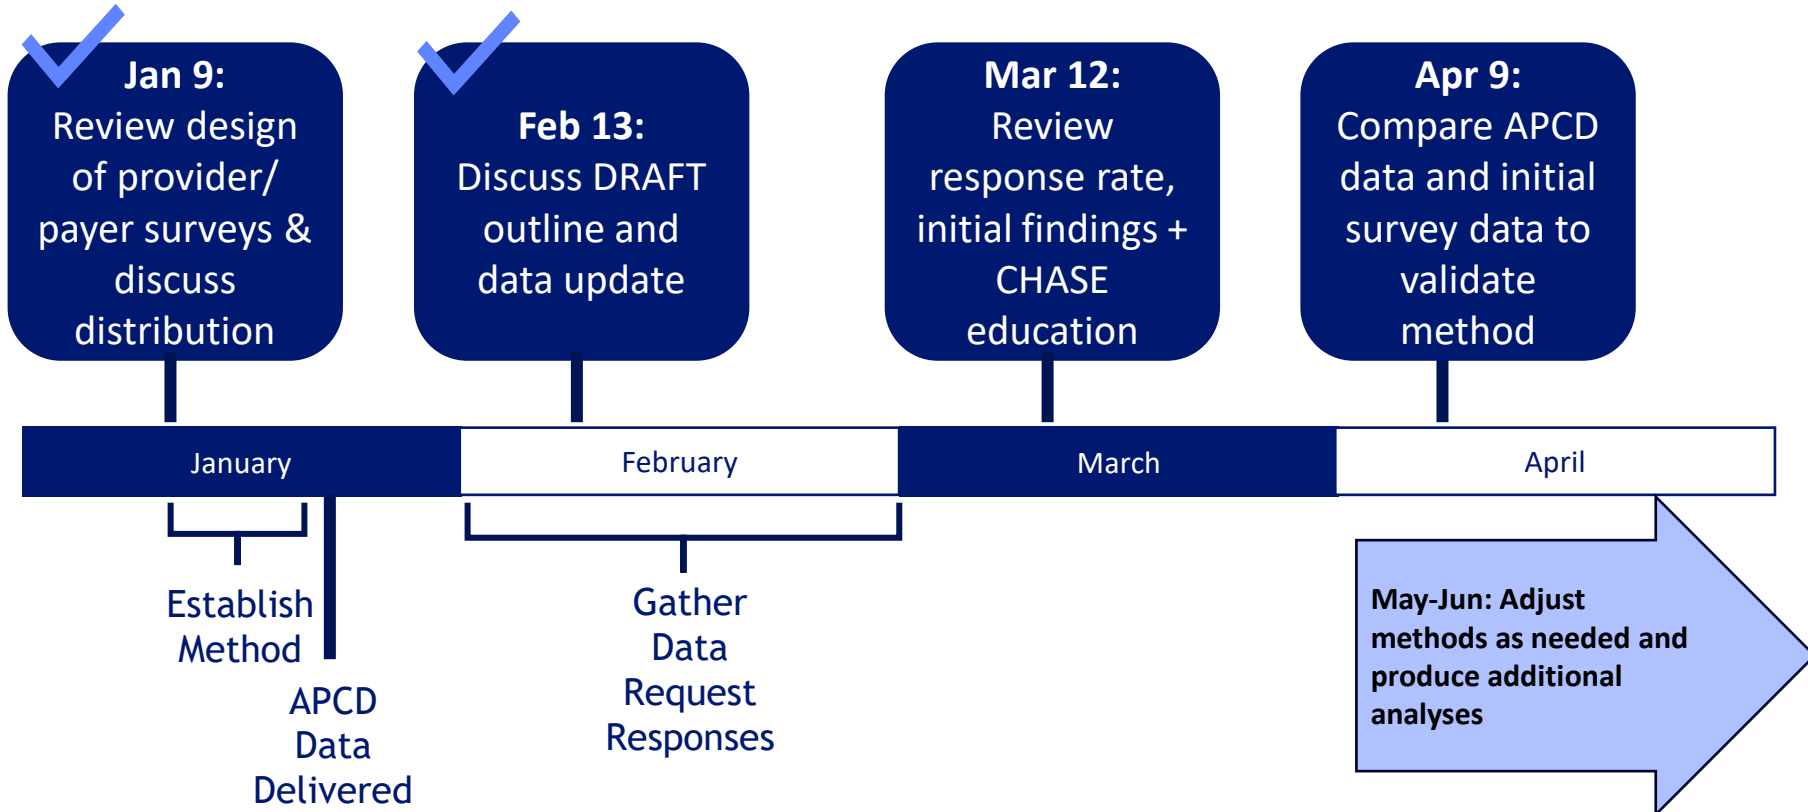 Jan 9:
Review design
of provider/
payer surveys &
discuss
distribution
Feb 13:
Discuss DRAFT
outline and
data update
Mar 12:
Review
response rate,
initial findings +
CHASE
education
Apr 9:
Compare APCD
data and initial
survey data to
validate
method
January
February
March
April
Establish
Method
APCD
Data
Delivered
Gather
Data
Request
Responses
May-Jun: Adjust
methods as needed and
produce additional
analyses